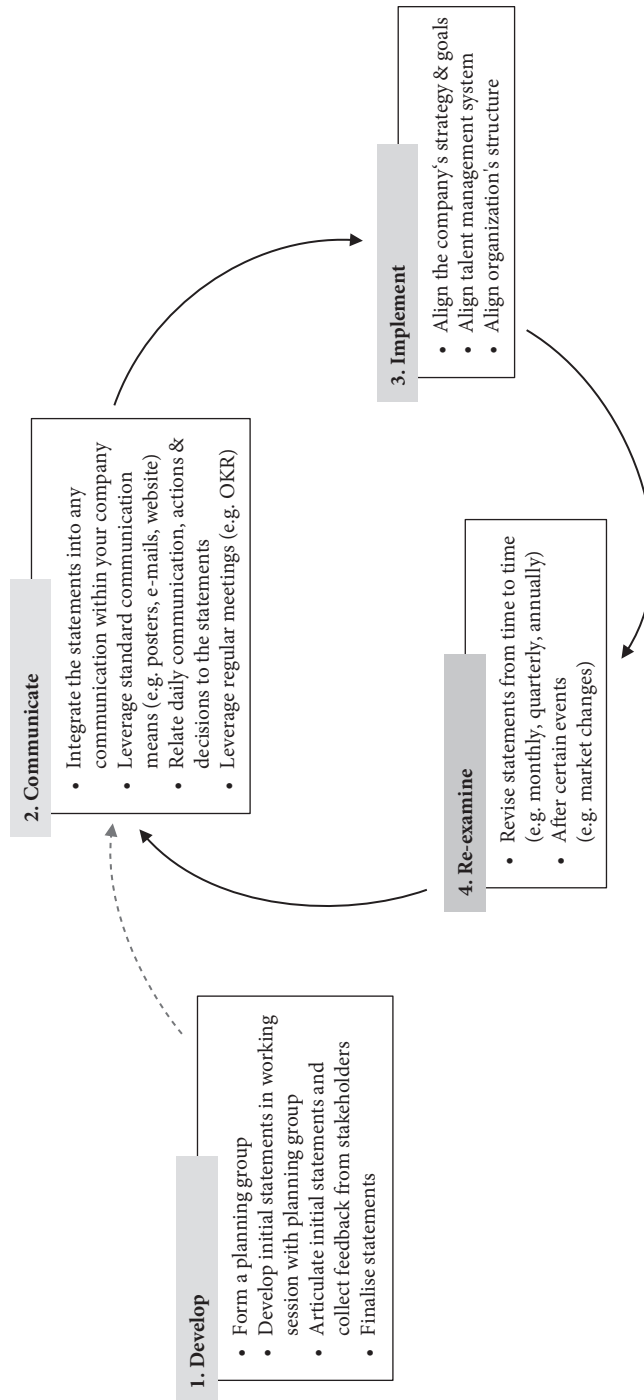 1. Develop
• Form a planning group
• Develop initial statements in working
session with planning group
• Articulate initial statements and
collect feedback from stakeholders
• Finalise statements
2. Communicate
• Integrate the statements into any
communication within your company
• Leverage standard communication
means (e.g. posters, e-mails, website)
• Relate daily communication, actions &
decisions to the statements
• Leverage regular meetings (e.g. OKR)
3. Implement
• Align the company‘s strategy & goals
• Align talent management system
• Align organization's structure
4. Re-examine
• Revise statements from time to time
(e.g. monthly, quarterly, annually)
• After certain events
(e.g. market changes)